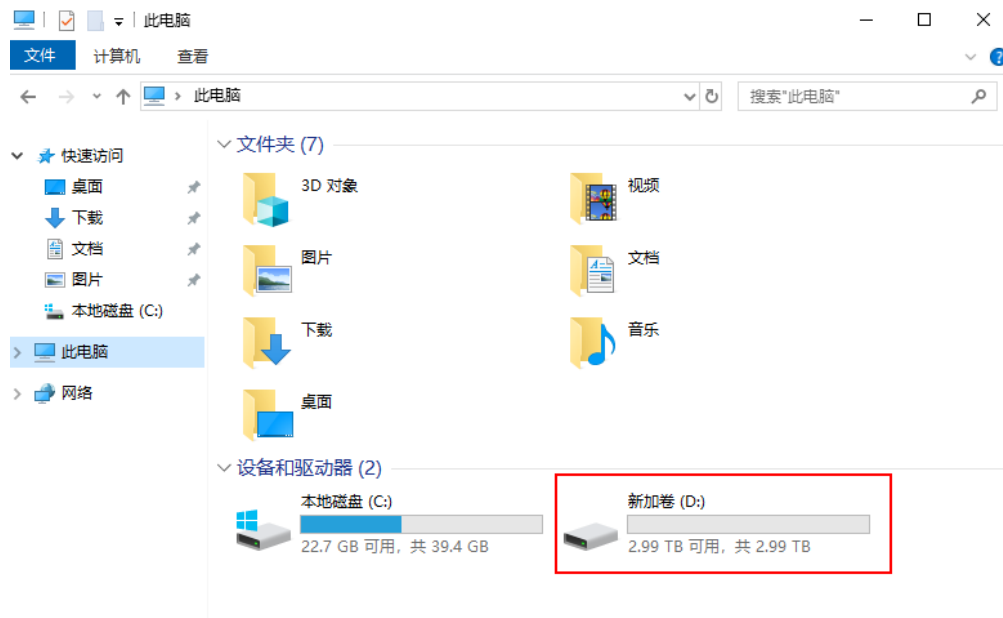 此电脑
文件 计算机 查看
此电脑 搜索"此电脑"
快速访问
桌面
下载
文档
图片
本地磁盘 (C:)
此电脑
网络
文件夹 (7)
3D 对象
视频
图片
文档
下载
音乐
桌面
设备和驱动器 (2)
本地磁盘 (C:)
22.7 GB 可用，共 39.4 GB
新加卷 (D:)
2.99 TB 可用，共 2.99 TB